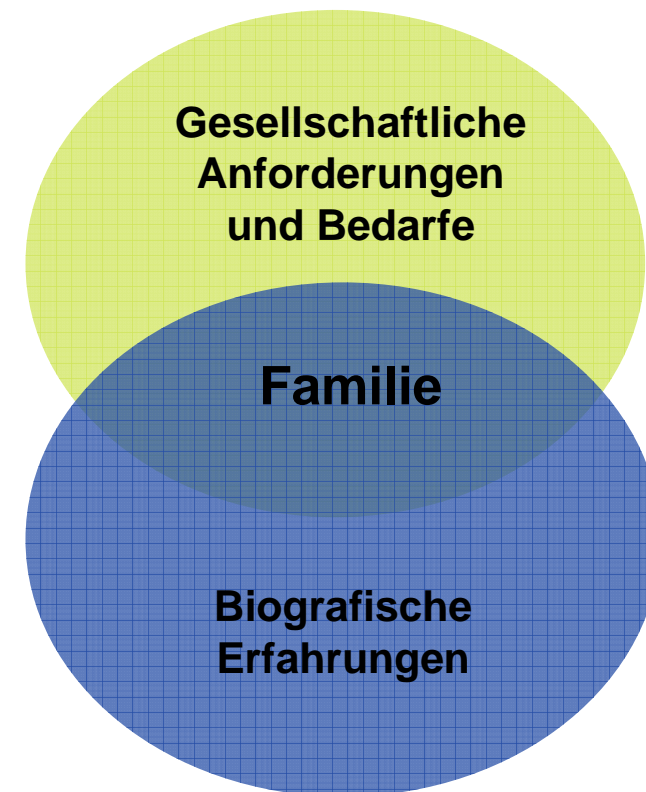 Gesellschaftliche
Anforderungen
und Bedarfe
Familie
Biografische
Erfahrungen